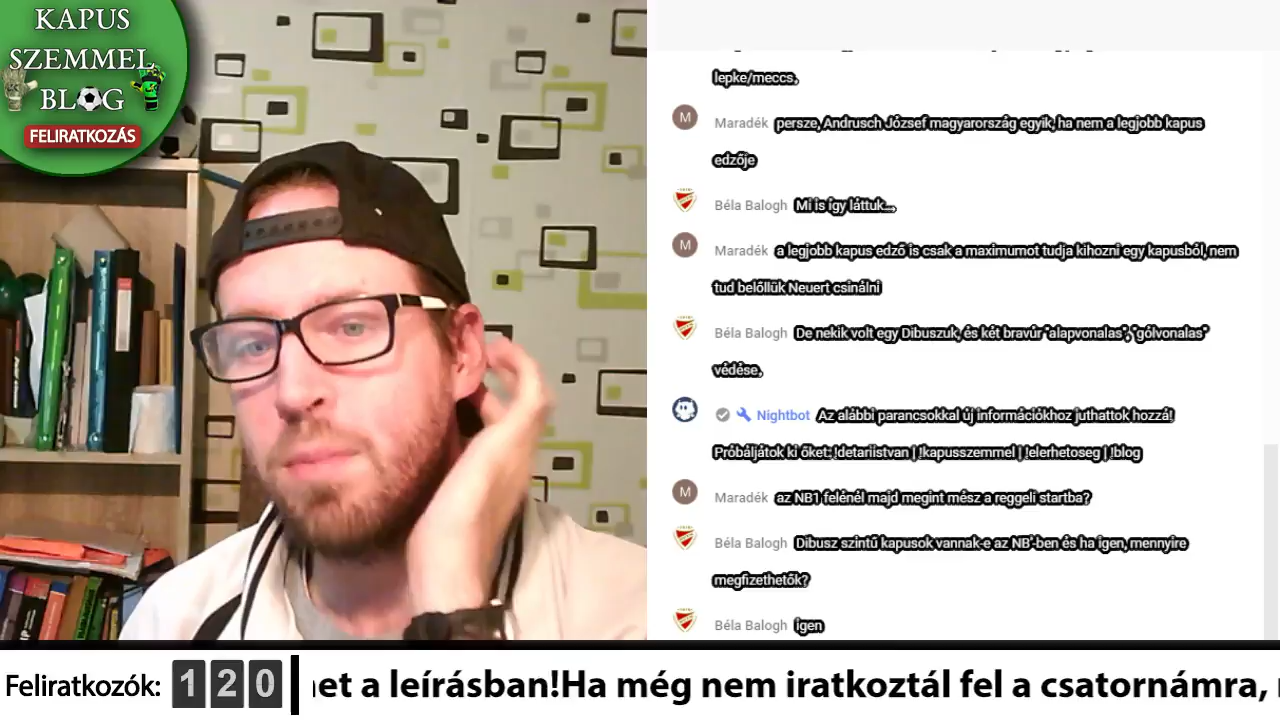 KAPUS
SZEMMEL
BLOG
FELIRATKOZÁS
lepke/meccs.
M Maradék persze, Andrusch József magyarország egyik, ha nem a legjobb kapus
edzője
Béla Balogh Mi is így láttuk...
M Maradék a legjobb kapus edző is csak a maximumot tudja kihozni egy kapusból, nem
tud belőllük Neuert csinálni
Béla Balogh De nekik volt egy Dibuszuk, és két bravúr "alapvonalas", "gólvonalas"
védése.
Nightbot Az alábbi parancsokkal új információkhoz juthattok hozzá!
Próbáljátok ki őket: !detariistvan | !kapusszemmel | !elerhetoseg | !blog
M Maradék az NB1 felénél majd megint mész a reggeli startba?
Béla Balogh Dibusz szintű kapusok vannak-e az NB-ben és ha igen, mennyire
megfizethetők?
Béla Balogh igen
Feliratkozók: 120 et a leírásban!Ha még nem iratkoztál fel a csatornámra,